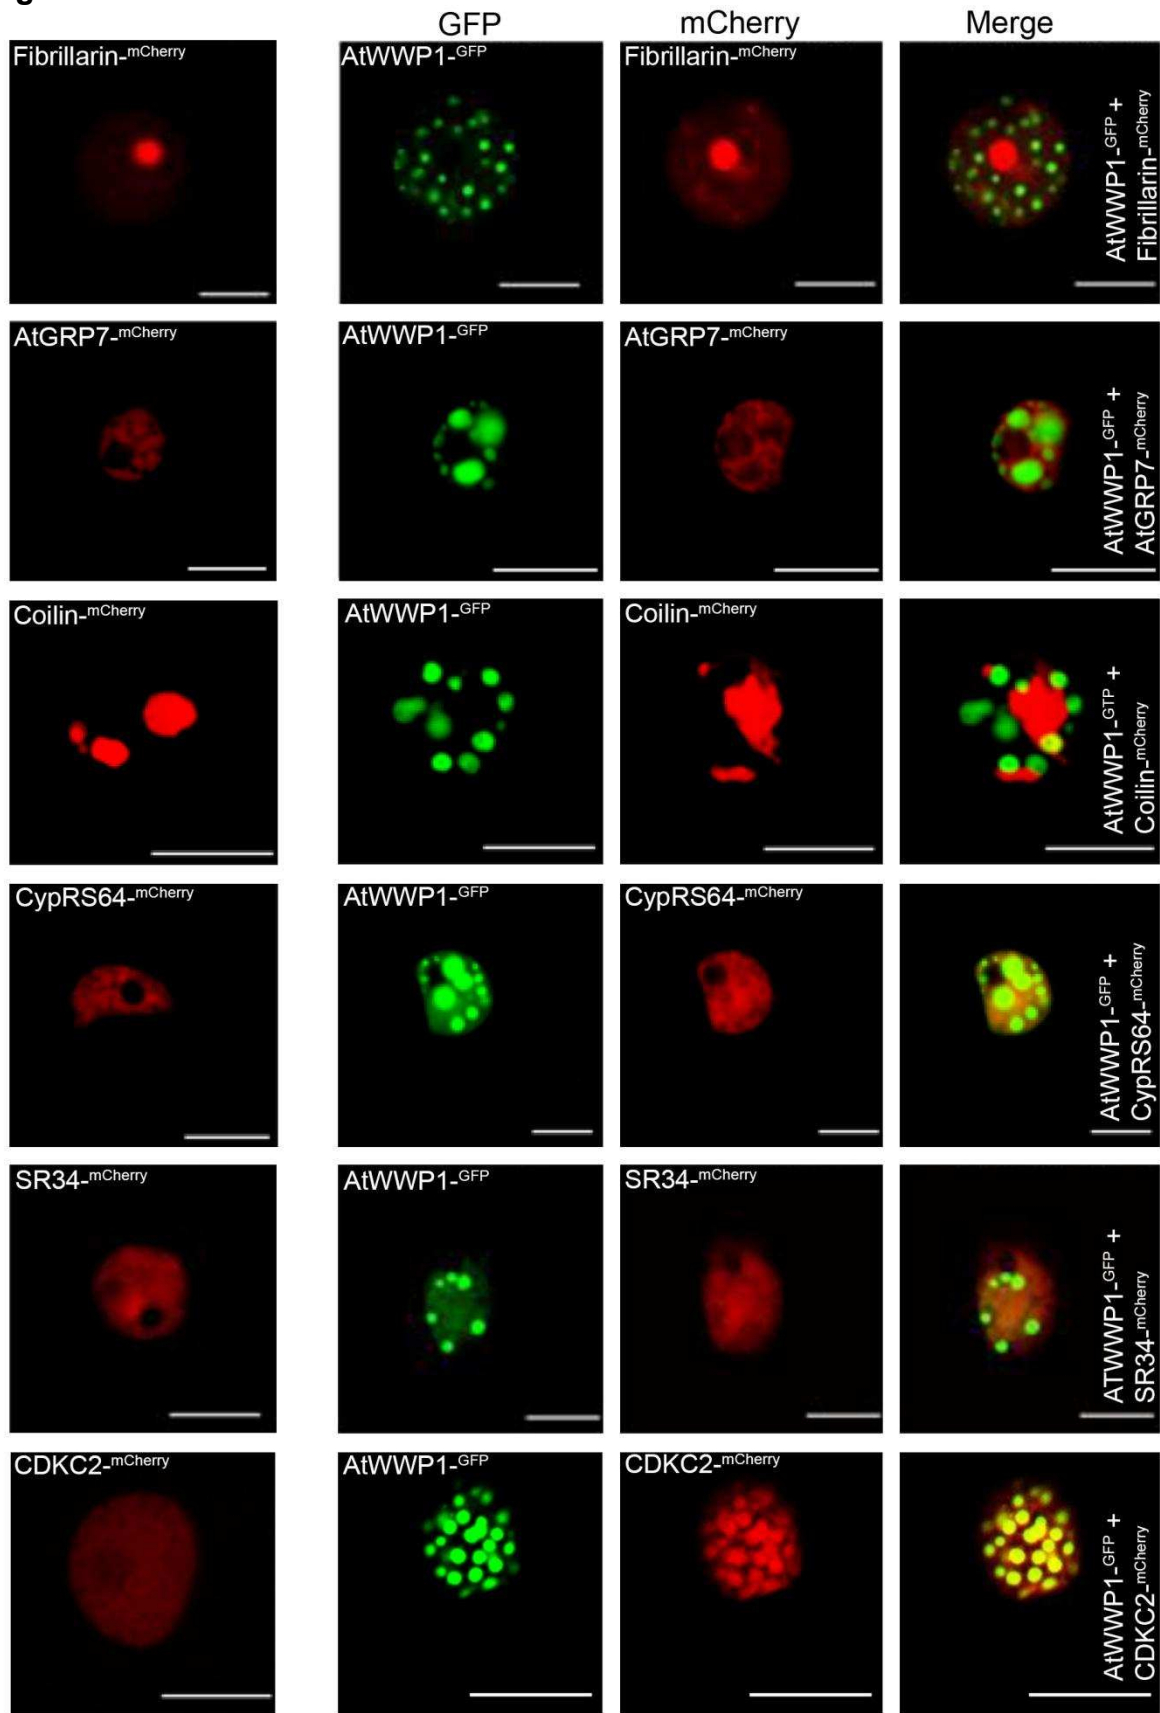 g
GFP mCherry Merge
Fibrillarin-mCherry AtWWP1-GFP Fibrillarin-mCherry
AtWWP1-GFP +
Fibrillarin-mCherry
AtGRP7-mCherry AtWWP1-GFP AtGRP7-mCherry
AtWWP1-GFP +
AtGRP7-mCherry
Coilin-mCherry AtWWP1-GFP Coilin-mCherry
AtWWP1-GTP +
Coilin-mCherry
CypRS64-mCherry AtWWP1-GFP CypRS64-mCherry
AtWWP1-GFP +
CypRS64-mCherry
SR34-mCherry AtWWP1-GFP SR34-mCherry
ATWWP1-GFP +
SR34-mCherry
CDKC2-mCherry AtWWP1-GFP CDKC2-mCherry
AtWWP1-GFP +
CDKC2-mCherry